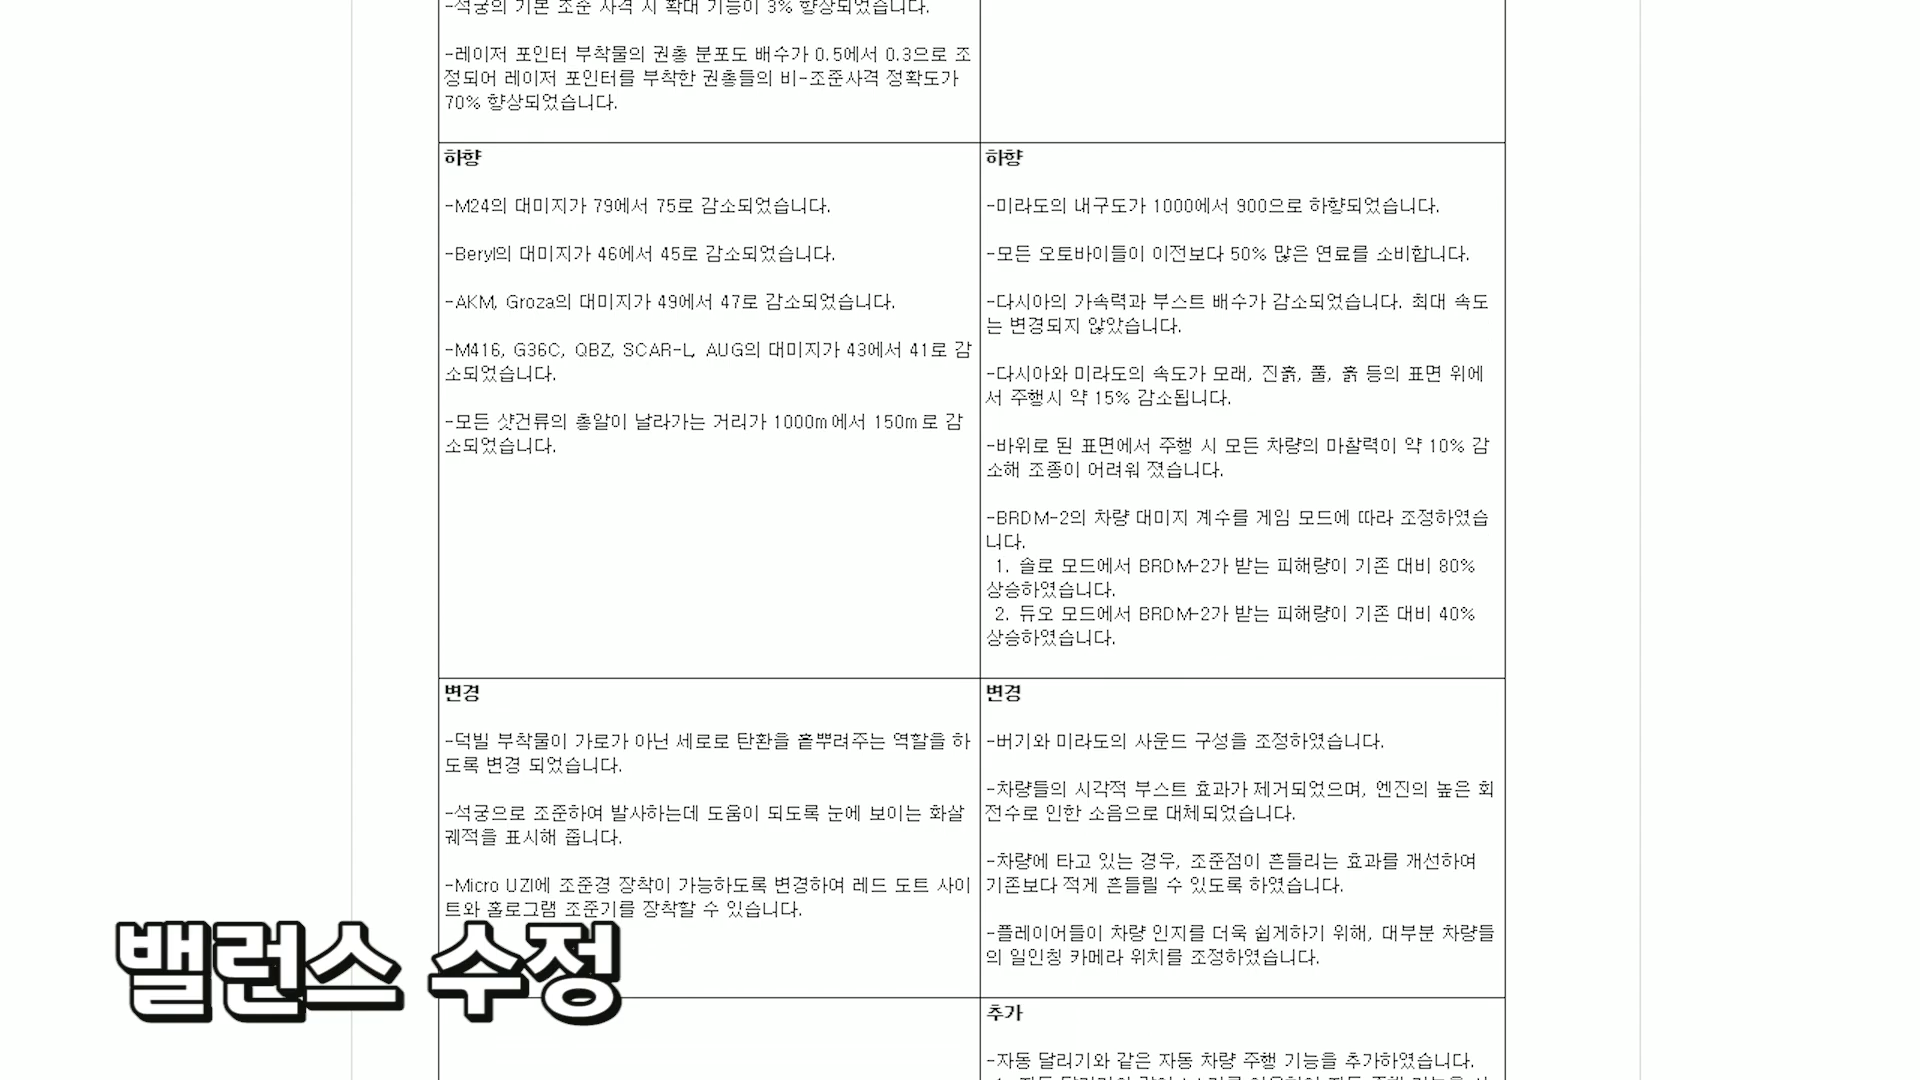 -석궁의 기본 조준 사격 시 확대 기능이 3% 향상되었습니다.
-레이저 포인터 부착물의 권총 분포도 배수가 0.5에서 0.3으로 조
정되어 레이저 포인터를 부착한 권총들의 비-조준사격 정확도가
70% 향상되었습니다.
하향
-M24의 대미지가 79에서 75로 감소되었습니다.
-Beryl의 대미지가 46에서 45로 감소되었습니다.
-AKM, Groza의 대미지가 49에서 47로 감소되었습니다.
-M416, G36C, QBZ, SCAR-L, AUG의 대미지가 43에서 41로 감
소되었습니다.
-모든 샷건류의 총알이 날라가는 거리가 1000m에서 150m로 감
소되었습니다.
하향
-미라도의 내구도가 1000에서 900으로 하향되었습니다.
-모든 오토바이들이 이전보다 50% 많은 연료를 소비합니다.
-다시아의 가속력과 부스트 배수가 감소되었습니다. 최대 속도
는 변경되지 않았습니다.
-다시아와 미라도의 속도가 모래, 진흙, 풀, 흙 등의 표면 위에
서 주행시 약 15% 감소됩니다.
-바위로 된 표면에서 주행 시 모든 차량의 마찰력이 약 10% 감
소해 조종이 어려워 졌습니다.
-BRDM-2의 차량 대미지 계수를 게임 모드에 따라 조정하였습
니다.
1. 솔로 모드에서 BRDM-2가 받는 피해량이 기존 대비 80%
상승하였습니다.
2. 듀오 모드에서 BRDM-2가 받는 피해량이 기존 대비 40%
상승하였습니다.
변경
-덕빌 부착물이 가로가 아닌 세로로 탄환을 흩뿌려주는 역할을 하
도록 변경 되었습니다.
-석궁으로 조준하여 발사하는데 도움이 되도록 눈에 보이는 화살
궤적을 표시해 줍니다.
-Micro UZI에 조준경 장착이 가능하도록 변경하여 레드 도트 사이
트와 홀로그램 조준기를 장착할 수 있습니다.
변경
-버기와 미라도의 사운드 구성을 조정하였습니다.
-차량들의 시각적 부스트 효과가 제거되었으며, 엔진의 높은 회
전수로 인한 소음으로 대체되었습니다.
-차량에 타고 있는 경우, 조준점이 흔들리는 효과를 개선하여
기존보다 적게 흔들릴 수 있도록 하였습니다.
-플레이어들이 차량 인지를 더욱 쉽게하기 위해, 대부분 차량들
의 일인칭 카메라 위치를 조정하였습니다.
추가
-자동 달리기와 같은 자동 차량 주행 기능을 추가하였습니다.
밸런스 수정